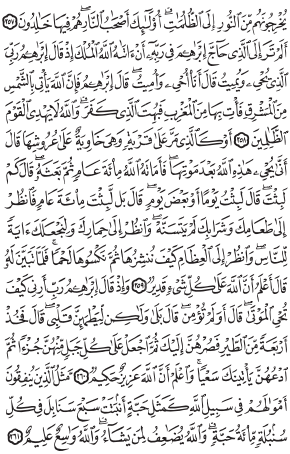 يُخْرِجُونَهُم مِّنَ ٱلنُّورِ إِلَى ٱلظُّلُمَٰتِۗ أُوْلَٰٓئِكَ أَصْحَٰبُ ٱلنَّارِۖ هُمْ فِيهَا خَٰلِدُونَ ٢٥٧
أَلَمْ تَرَ إِلَى ٱلَّذِى حَآجَّ إِبْرَٰهِۦمَ فِى رَبِّهِۦٓ أَنْ ءَاتَىٰهُ ٱللَّهُ ٱلْمُلْكَ إِذْ قَالَ إِبْرَٰهِۦمُ رَبِّىَ
ٱلَّذِى يُحْىِۦ وَيُمِيتُ قَالَ أَنَا۠ أُحْىِۦ وَأُمِيتُۖ قَالَ إِبْرَٰهِۦمُ فَإِنَّ ٱللَّهَ يَأْتِى بِٱلشَّمْسِ
مِنَ ٱلْمَشْرِقِ فَأْتِ بِهَا مِنَ ٱلْمَغْرِبِ فَبُهِتَ ٱلَّذِى كَفَرَۗ وَٱللَّهُ لَا يَهْدِى ٱلْقَوْمَ
ٱلظَّٰلِمِينَ ٢٥٨ أَوْ كَٱلَّذِى مَرَّ عَلَىٰ قَرْيَةٍ وَهِىَ خَاوِيَةٌ عَلَىٰ عُرُوشِهَا قَالَ
أَنَّىٰ يُحْىِۦ هَٰذِهِ ٱللَّهُ بَعْدَ مَوْتِهَاۖ فَأَمَاتَهُ ٱللَّهُ مِا۟ئَةَ عَامٍ ثُمَّ بَعَثَهُۥۖ قَالَ كَمْ
لَبِثْتَۖ قَالَ لَبِثْتُ يَوْمًا أَوْ بَعْضَ يَوْمٍۖ قَالَ بَل لَّبِثْتَ مِا۟ئَةَ عَامٍ فَٱنظُرْ
إِلَىٰ طَعَامِكَ وَشَرَابِكَ لَمْ يَتَسَنَّهْۖ وَٱنظُرْ إِلَىٰ حِمَارِكَ وَلِنَجْعَلَكَ ءَايَةً
لِّلنَّاسِۖ وَٱنظُرْ إِلَى ٱلْعِظَامِ كَيْفَ نُنشِزُهَا ثُمَّ نَكْسُوهَا لَحْمًاۚ فَلَمَّا تَبَيَّنَ لَهُۥ
قَالَ أَعْلَمُ أَنَّ ٱللَّهَ عَلَىٰ كُلِّ شَىْءٍ قَدِيرٌ ٢٥٩ وَإِذْ قَالَ إِبْرَٰهِۦمُ رَبِّ أَرِنِى كَيْفَ
تُحْىِ ٱلْمَوْتَىٰۖ قَالَ أَوَلَمْ تُؤْمِنۖ قَالَ بَلَىٰ وَلَٰكِن لِّيَطْمَئِنَّ قَلْبِىۖ قَالَ فَخُذْ
أَرْبَعَةً مِّنَ ٱلطَّيْرِ فَصُرْهُنَّ إِلَيْكَ ثُمَّ ٱجْعَلْ عَلَىٰ كُلِّ جَبَلٍ مِّنْهُنَّ جُزْءًا ثُمَّ
ٱدْعُهُنَّ يَأْتِينَكَ سَعْيًاۚ وَٱعْلَمْ أَنَّ ٱللَّهَ عَزِيزٌ حَكِيمٌ ٢٦٠ مَّثَلُ ٱلَّذِينَ يُنفِقُونَ
أَمْوَٰلَهُمْ فِى سَبِيلِ ٱللَّهِ كَمَثَلِ حَبَّةٍ أَنۢبَتَتْ سَبْعَ سَنَابِلَ فِى كُلِّ
سُنۢبُلَةٍ مِّا۟ئَةُ حَبَّةٍۗ وَٱللَّهُ يُضَٰعِفُ لِمَن يَشَآءُۗ وَٱللَّهُ وَٰسِعٌ عَلِيمٌ ٢٦١